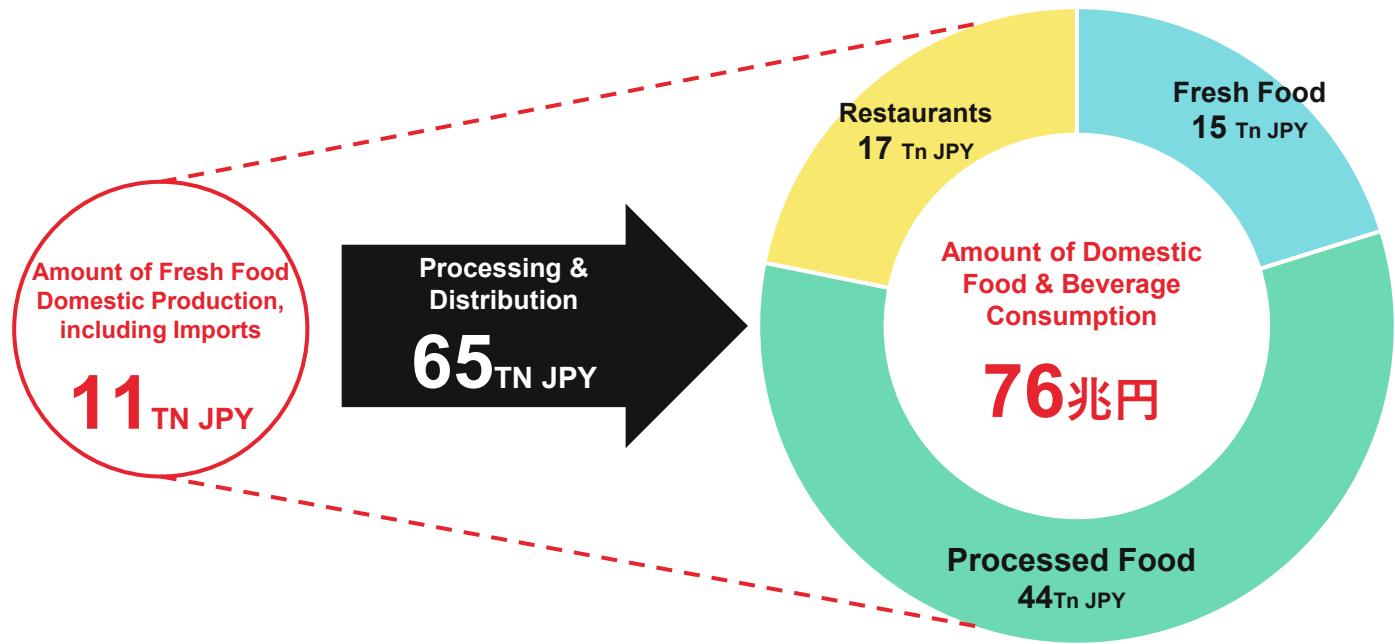 Amount of Fresh Food
Domestic Production,
including Imports
11TN JPY
Processing &
Distribution
65TN JPY
Restaurants
17 Tn JPY
Fresh Food
15 Tn JPY
Amount of Domestic
Food & Beverage
Consumption
76兆円
Processed Food
44Tn JPY